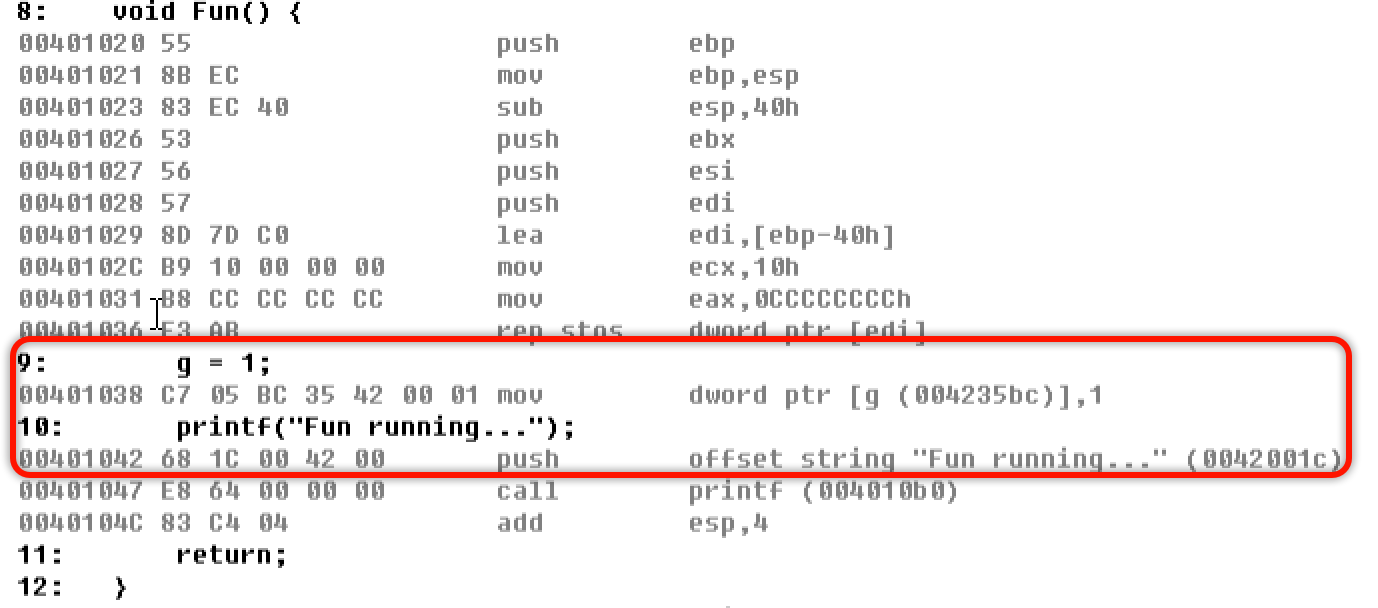 8:    void Fun() {
00401020 55                   push        ebp
00401021 8B EC                mov         ebp,esp
00401023 83 EC 40             sub         esp,40h
00401026 53                   push        ebx
00401027 56                   push        esi
00401028 57                   push        edi
00401029 8D 7D C0             lea         edi,[ebp-40h]
0040102C B9 10 00 00 00       mov         ecx,10h
00401031 B8 CC CC CC CC       mov         eax,0CCCCCCCCh
00401036 F3 AB                rep stos    dword ptr [edi]
9:        g = 1;
00401038 C7 05 BC 35 42 00 01 mov         dword ptr [g (004235bc)],1
10:       printf("Fun running...");
00401042 68 1C 00 42 00       push        offset string "Fun running..." (0042001c)
00401047 E8 64 00 00 00       call        printf (004010b0)
0040104C 83 C4 04             add         esp,4
11:       return;
12:   }